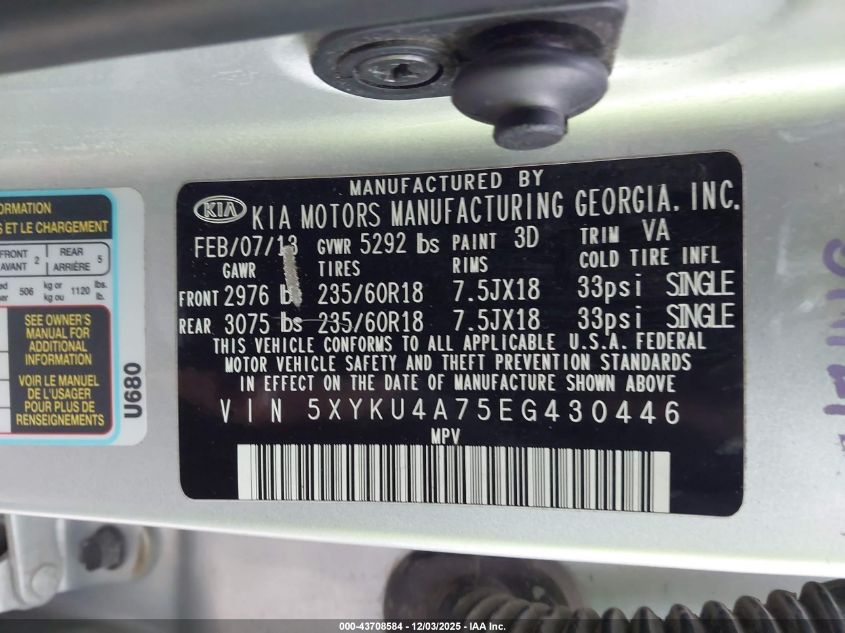 MANUFACTURED BY
KIA KIA MOTORS MANUFACTURING GEORGIA, INC.
FEB/07/13 GVWR 5292 lbs PAINT 3D TRIM VA
GAWR TIRES RIMS COLD TIRE INFL
FRONT 2976 235/60R18 7.5JX18 33psi SINGLE
REAR 3075 lbs 235/60R18 7.5JX18 33psi SINGLE
THIS VEHICLE CONFORMS TO ALL APPLICABLE U.S.A. FEDERAL
MOTOR VEHICLE SAFETY AND THEFT PREVENTION STANDARDS
IN EFFECT ON THE DATE OF MANUFACTURE SHOWN ABOVE
VIN 5XYKU4A75EG430446
MPV
ET LE CHARGEMENT
FRONT 2 REAR 5
AVANT ARRIÈRE
506 kg or 1120 lbs.
kg ou lb.
SEE OWNER'S
MANUAL FOR
ADDITIONAL
INFORMATION
VOIR LE MANUEL
DE L'USAGER
POUR PLUS DE
RENSEIGNEMENTS
U680
000-43708584 - 12/03/2025 - IAA Inc.